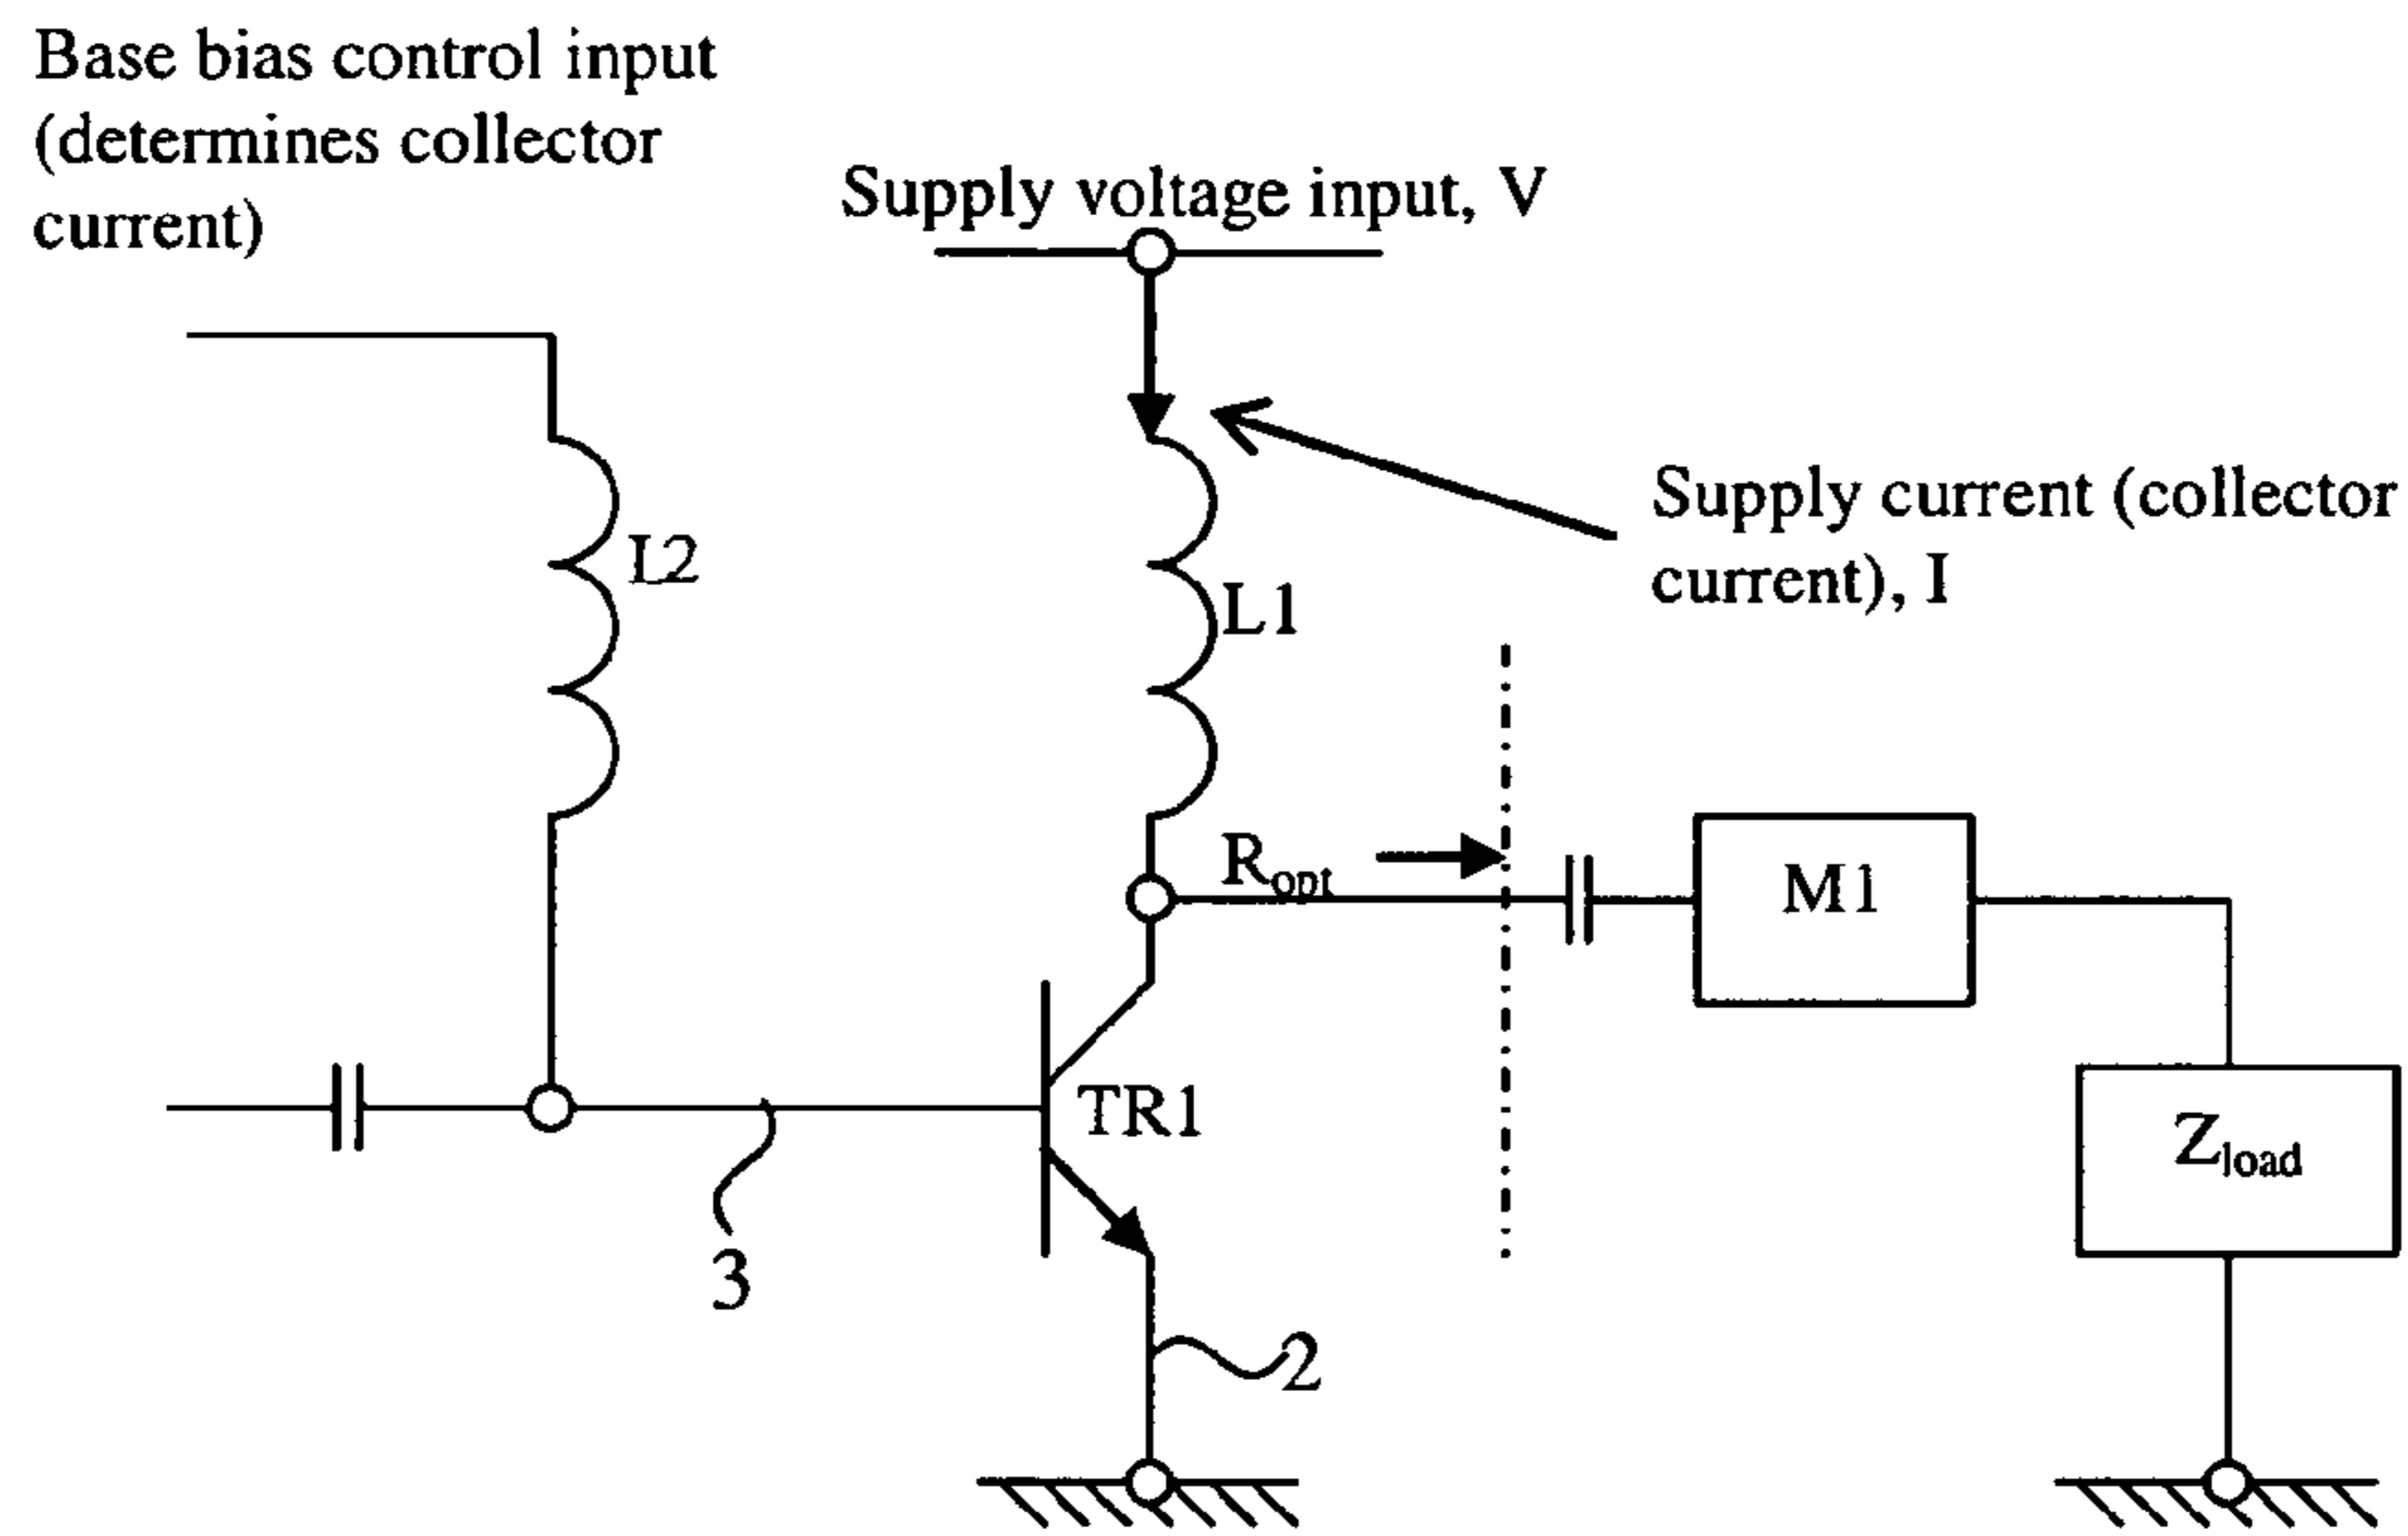 Base bias control input
(determines collector
current)
Supply voltage input, V
Supply current (collector
current), I
L2
L1
Ropt
M1
TR1
Zload
3
2